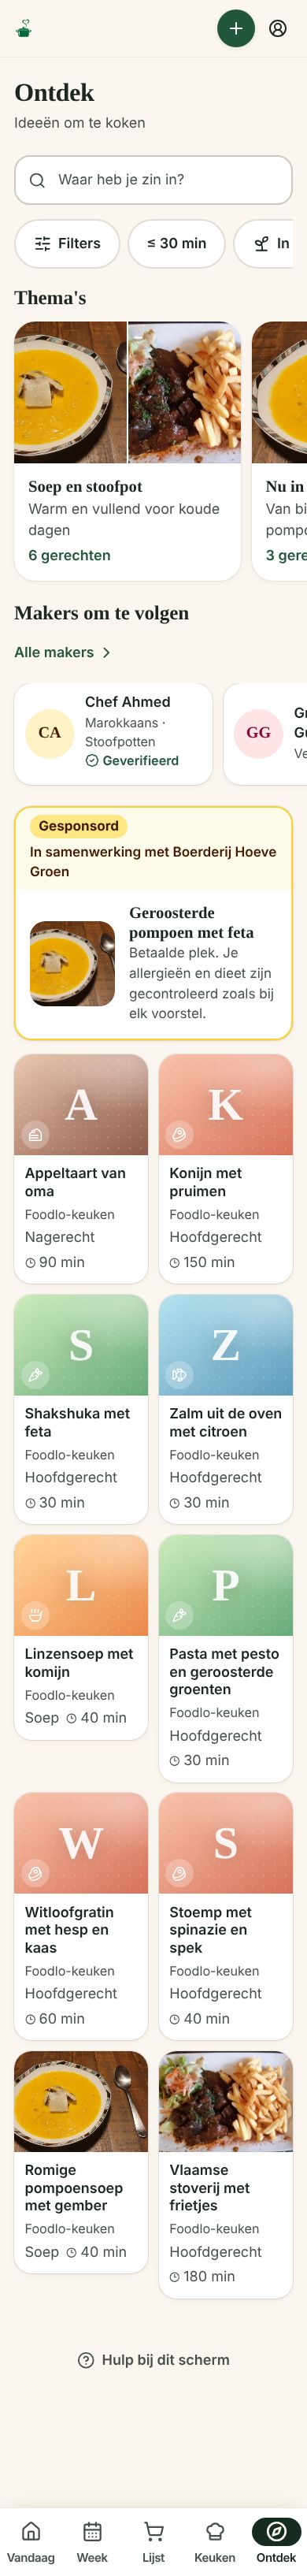 Ontdek
Ideeën om te koken
Waar heb je zin in?
Filters
≤ 30 min
In
Thema's
Soep en stoofpot
Warm en vullend voor koude
dagen
6 gerechten
Nu in
Van bi
pompo
3 gere
Makers om te volgen
Alle makers
CA
Chef Ahmed
Marokkaans ·
Stoofpotten
Geverifieerd
GG
Gr
Gr
Ve
Gesponsord
In samenwerking met Boerderij Hoeve
Groen
Geroosterde
pompoen met feta
Betaalde plek. Je
allergieën en dieet zijn
gecontroleerd zoals bij
elk voorstel.
A
Appeltaart van
oma
Foodlo-keuken
Nagerecht
90 min
K
Konijn met
pruimen
Foodlo-keuken
Hoofdgerecht
150 min
S
Shakshuka met
feta
Foodlo-keuken
Hoofdgerecht
30 min
Z
Zalm uit de oven
met citroen
Foodlo-keuken
Hoofdgerecht
30 min
L
Linzensoep met
komijn
Foodlo-keuken
Soep 40 min
P
Pasta met pesto
en geroosterde
groenten
Foodlo-keuken
Hoofdgerecht
30 min
W
Witloofgratin
met hesp en
kaas
Foodlo-keuken
Hoofdgerecht
60 min
S
Stoemp met
spinazie en
spek
Foodlo-keuken
Hoofdgerecht
40 min
Romige
pompoensoep
met gember
Foodlo-keuken
Soep 40 min
Vlaamse
stoverij met
frietjes
Foodlo-keuken
Hoofdgerecht
180 min
Hulp bij dit scherm
Vandaag
Week
Lijst
Keuken
Ontdek